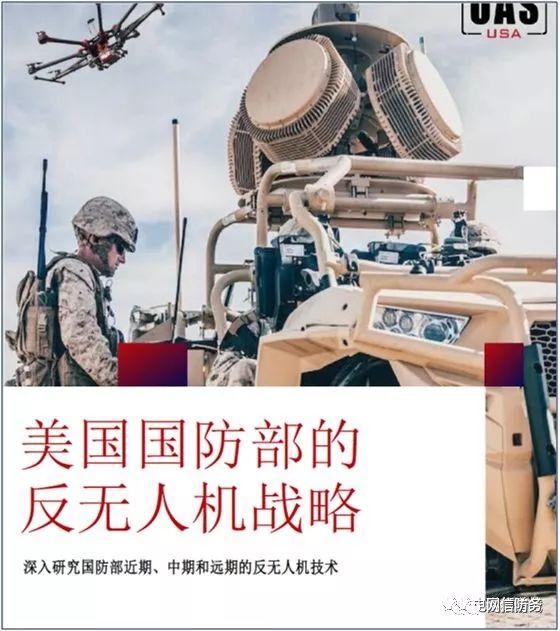 UAS
USA
美国国防部的
反无人机战略
深入研究国防部近期、中期和远期的反无人机技术
电网信防务